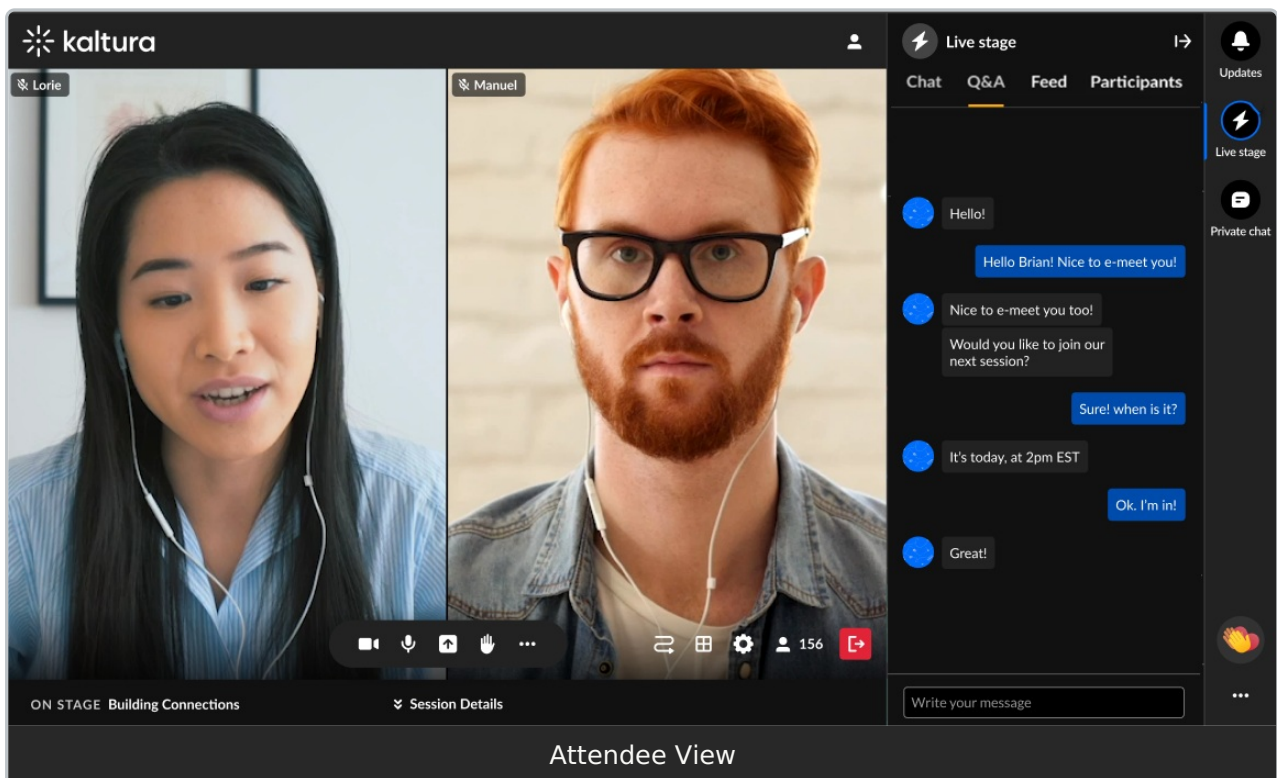 kaltura
Lorie
Manuel
156
ON STAGE Building Connections
Session Details
Live stage
Chat Q&A Feed Participants
Hello!
Hello Brian! Nice to e-meet you!
Nice to e-meet you too!
Would you like to join our
next session?
Sure! when is it?
It's today, at 2pm EST
Ok. I'm in!
Great!
Write your message
Updates
Live stage
Private chat
Attendee View